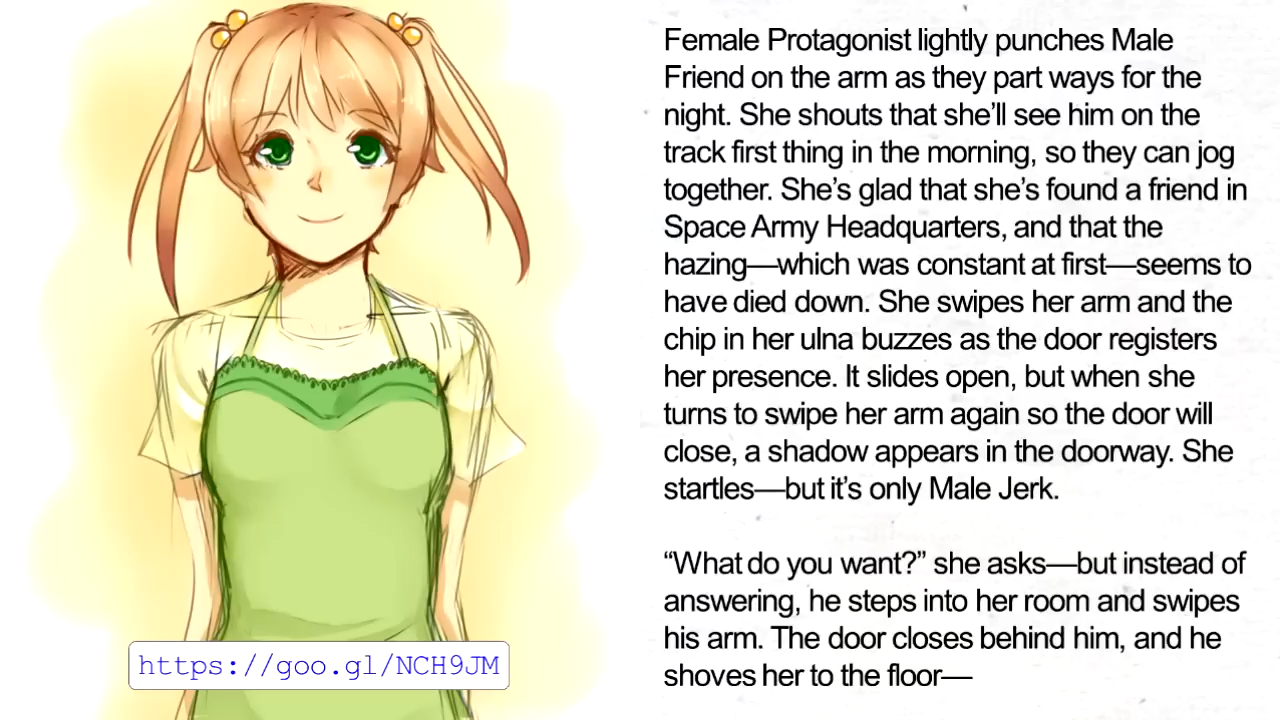 Female Protagonist lightly punches Male
Friend on the arm as they part ways for the
night. She shouts that she’ll see him on the
track first thing in the morning, so they can jog
together. She’s glad that she’s found a friend in
Space Army Headquarters, and that the
hazing—which was constant at first—seems to
have died down. She swipes her arm and the
chip in her ulna buzzes as the door registers
her presence. It slides open, but when she
turns to swipe her arm again so the door will
close, a shadow appears in the doorway. She
startles—but it’s only Male Jerk.
“What do you want?” she asks—but instead of
answering, he steps into her room and swipes
his arm. The door closes behind him, and he
shoves her to the floor—
https://goo.gl/NCH9JM